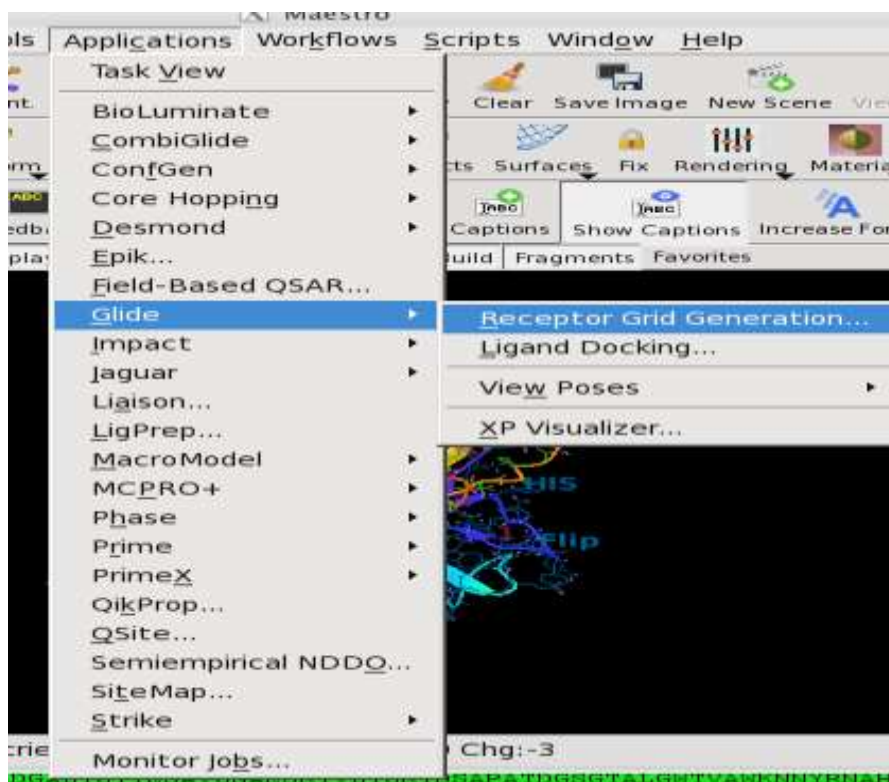 Maestro
Applications Workflows Scripts Window Help
Task View
BioLuminate
CombiGlide
ConfGen
Core Hopping
Desmond
Epik...
Field-Based QSAR...
Glide
Impact
Jaguar
Liaison...
LigPrep...
MacroModel
MCPRO+
Phase
Prime
PrimeX
QikProp...
QSite...
Semiempirical NDDO...
SiteMap...
Strike
Monitor Jobs...
Clear Save Image New Scene
Surfaces Fix Rendering
Captions Show Captions Increase
Fragments Favorites
Receptor Grid Generation...
Ligand Docking...
View Poses
XP Visualizer...
HIS
Flip
Chg:-3